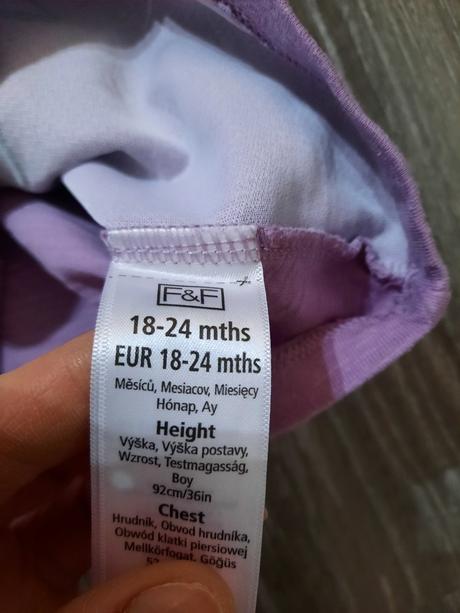 F&F
18-24 mths
EUR 18-24 mths
Měsíců, Mesiacov, Miesięcy
Hónap, Ay
Height
Výška, Výška postavy,
Wzrost, Testmagasság,
Boy
92cm/36in
Chest
Hrudník, Obvod hrudníka,
Obwód klatki piersiowej
Mellkörfogat, Göğüs